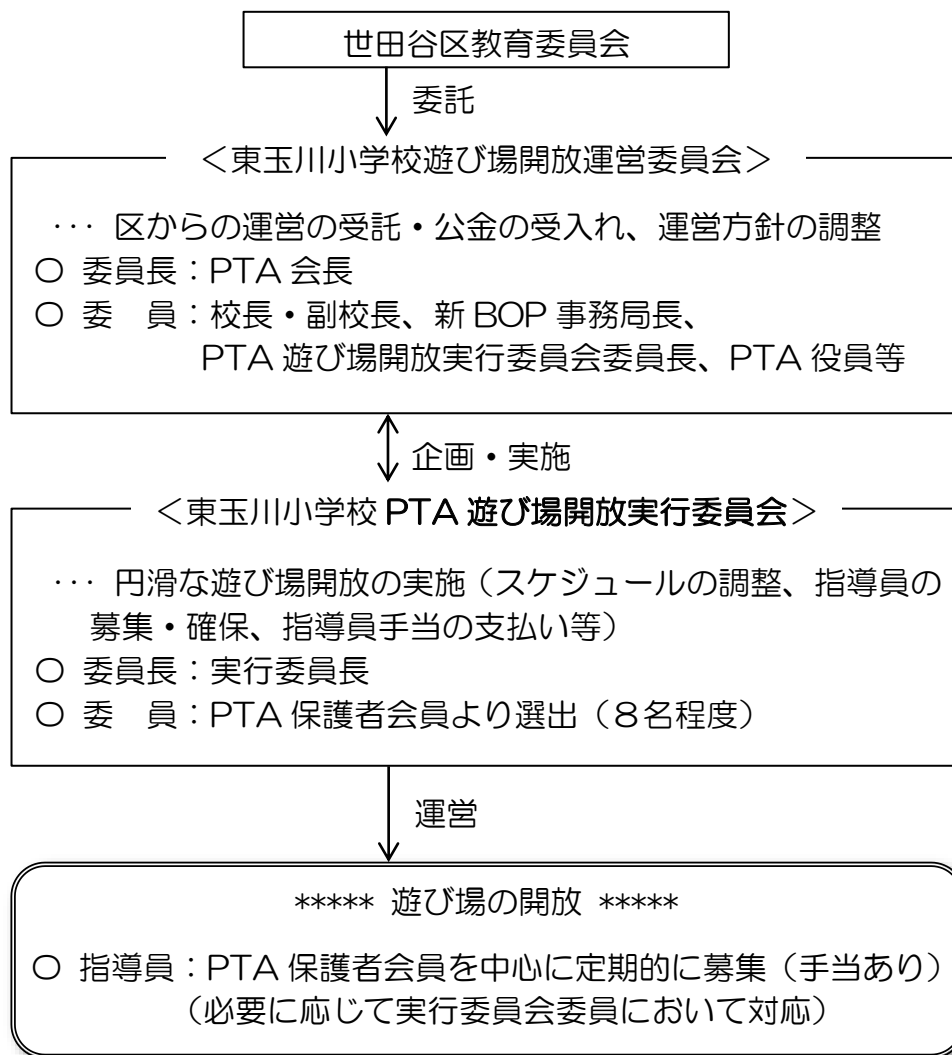 世田谷区教育委員会
委託
＜東玉川小学校遊び場開放運営委員会＞
･･･ 区からの運営の受託・公金の受入れ、運営方針の調整
〇 委員長：PTA 会長
〇 委　員：校長・副校長、新 BOP 事務局長、
PTA 遊び場開放実行委員会委員長、PTA 役員等
企画・実施
＜東玉川小学校 PTA 遊び場開放実行委員会＞
･･･ 円滑な遊び場開放の実施（スケジュールの調整、指導員の
募集・確保、指導員手当の支払い等）
〇 委員長：実行委員長
〇 委　員：PTA 保護者会員より選出（８名程度）
運営
***** 遊び場の開放 *****
〇 指導員：PTA 保護者会員を中心に定期的に募集（手当あり）
（必要に応じて実行委員会委員において対応）